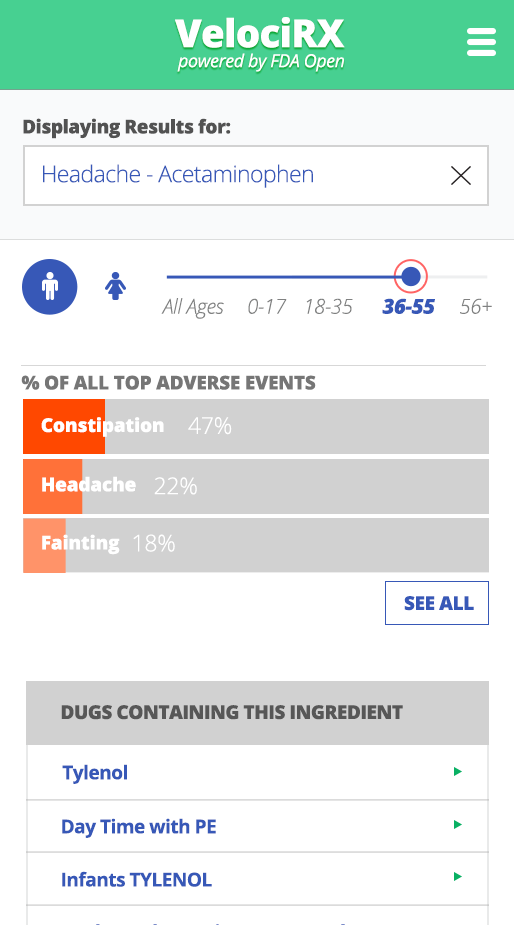 VelociRX
powered by FDA Open
Displaying Results for:
Headache - Acetaminophen
All Ages 0-17 18-35 36-55 56+
% OF ALL TOP ADVERSE EVENTS
Constipation 47%
Headache 22%
Fainting 18%
SEE ALL
DUGS CONTAINING THIS INGREDIENT
Tylenol
Day Time with PE
Infants TYLENOL